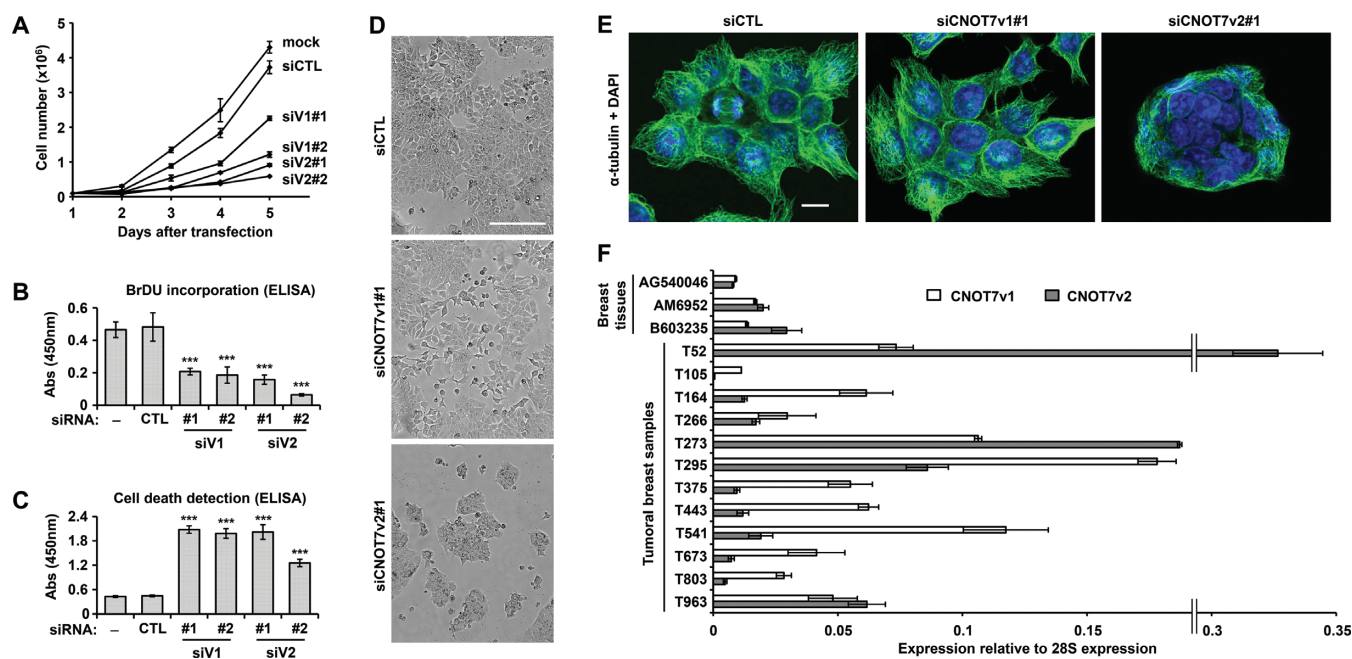 A
Cell number (x10⁶)
5
4
3
2
1
0
mock
siCTL
siV1#1
siV1#2
siV2#1
siV2#2
1 2 3 4 5
Days after transfection
B
BrDU incorporation (ELISA)
Abs (450nm)
0.6
0.4
0.2
0
*** *** *** ***
siRNA: – CTL #1 #2 #1 #2
siV1 siV2
C
Cell death detection (ELISA)
Abs (450nm)
2.4
1.8
1.2
0.6
0
*** *** *** ***
siRNA: – CTL #1 #2 #1 #2
siV1 siV2
D
siCTL
siCNOT7v1#1
siCNOT7v2#1
E
siCTL siCNOT7v1#1 siCNOT7v2#1
α-tubulin + DAPI
F
Breast
tissues
AG540046
AM6952
B603235
CNOT7v1 CNOT7v2
Tumoral breast samples
T52
T105
T164
T266
T273
T295
T375
T443
T541
T673
T803
T963
0 0.05 0.1 0.15 0.3 0.35
Expression relative to 28S expression